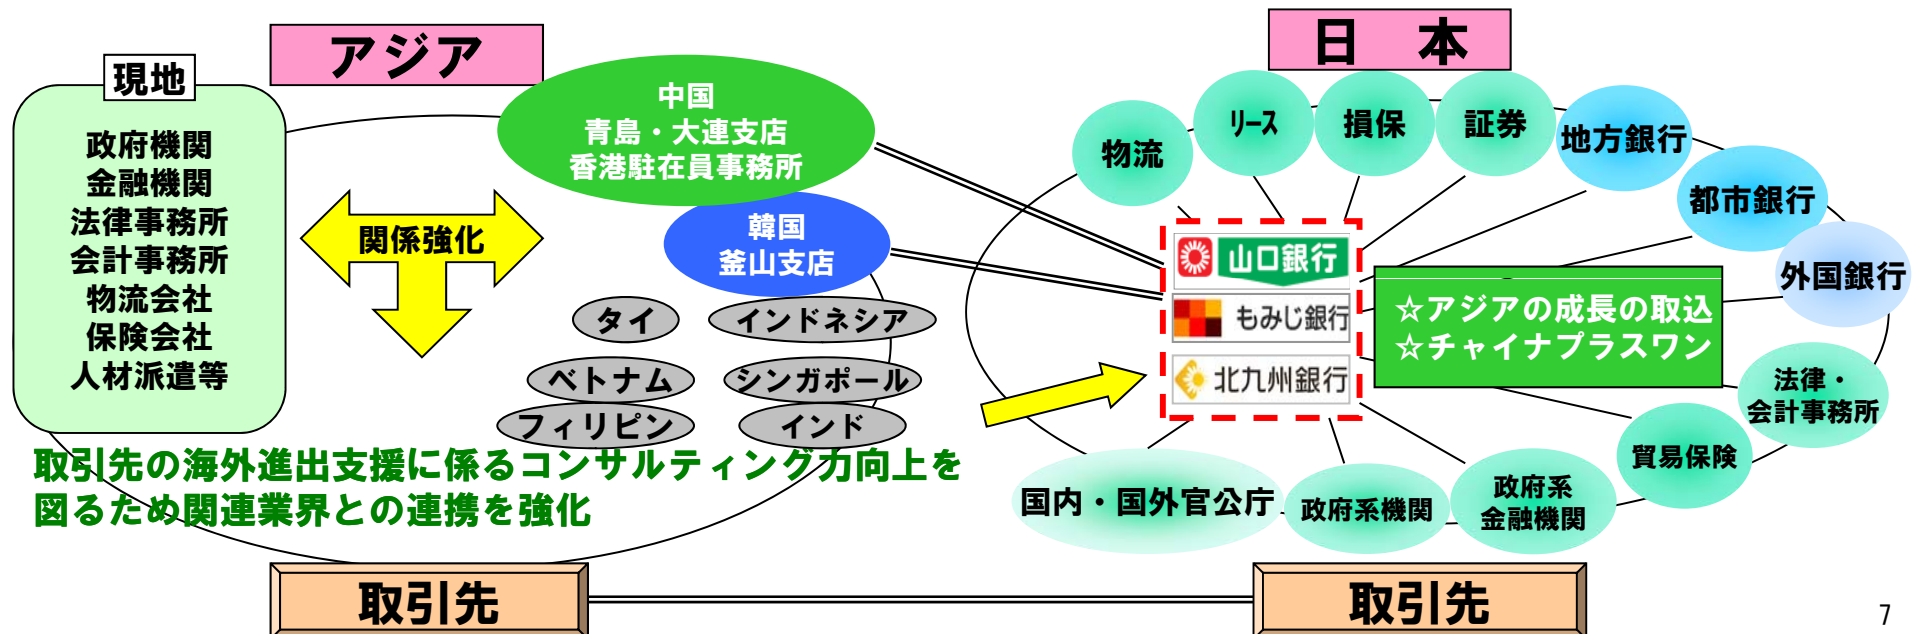 アジア
現地
政府機関
金融機関
法律事務所
会計事務所
物流会社
保険会社
人材派遣等
関係強化
中国
青島・大連支店
香港駐在員事務所
韓国
釜山支店
タイ
インドネシア
ベトナム
シンガポール
フィリピン
インド
取引先の海外進出支援に係るコンサルティング力向上を
図るため関連業界との連携を強化
取引先
日　本
物流
リース
損保
証券
地方銀行
都市銀行
外国銀行
山口銀行
もみじ銀行
北九州銀行
☆アジアの成長の取込
☆チャイナプラスワン
法律・
会計事務所
貿易保険
政府系
金融機関
政府系機関
国内・国外官公庁
取引先
7